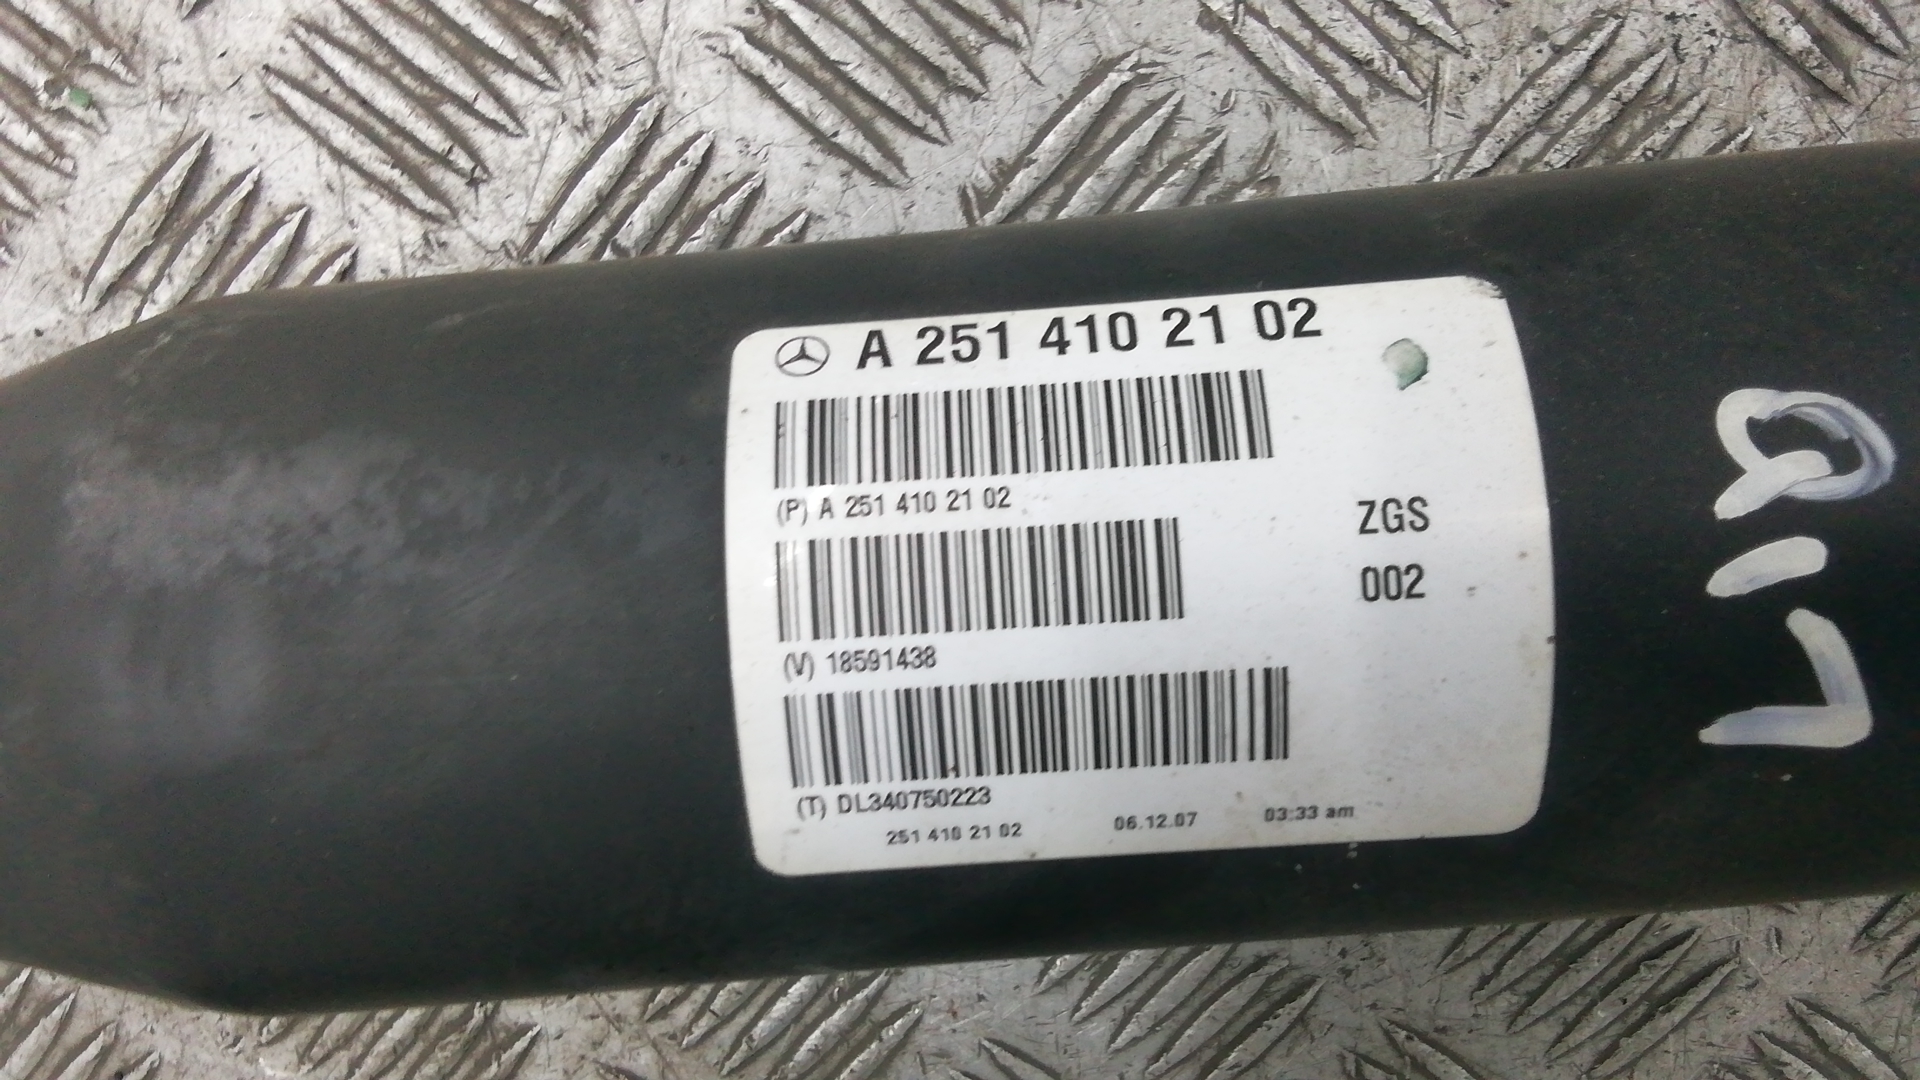 A 251 410 21 02
(P) A 251 410 21 02
ZGS
002
(V) 18591438
(T) DL340750223
251 410 21 02 06.12.07 03:33 am